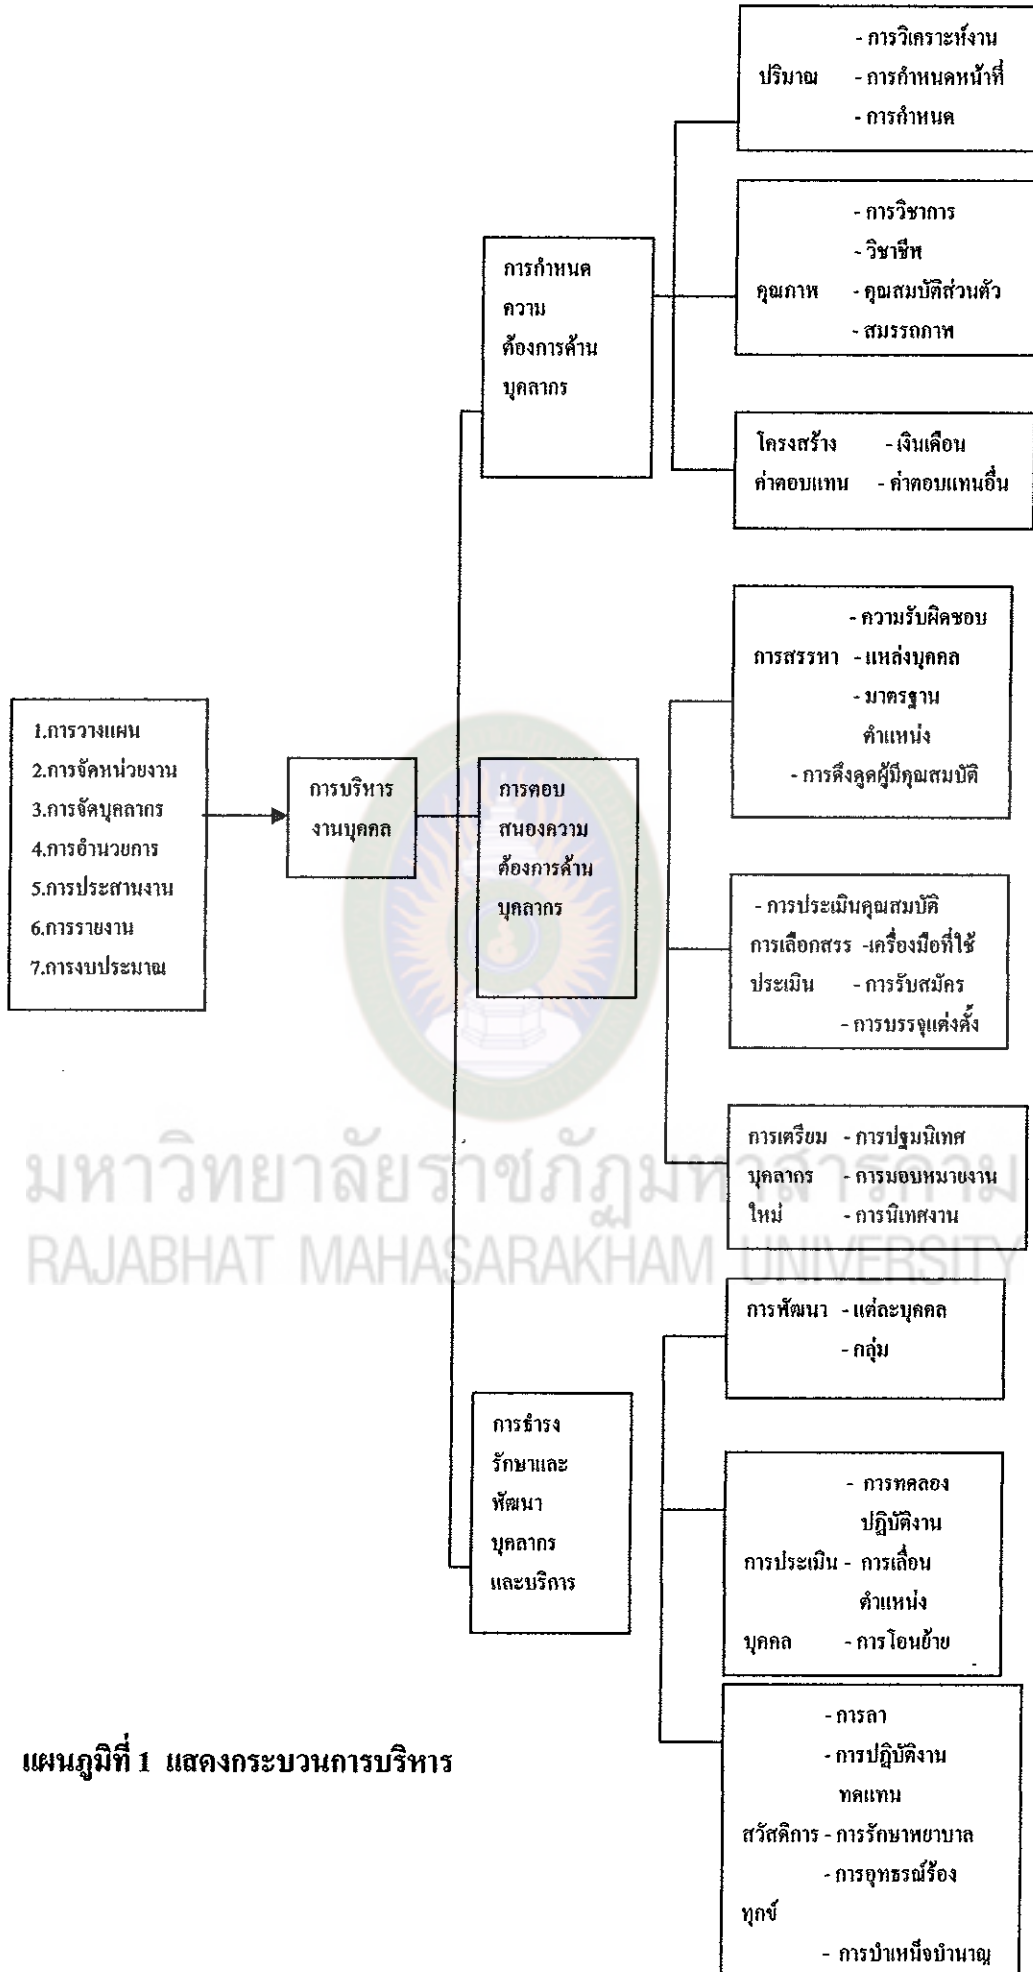 - การวิเคราะห์งาน
ปริมาณ - การกำหนดหน้าที่
- การกำหนด
- การวิชาการ
- วิชาชีพ
คุณภาพ - คุณสมบัติส่วนตัว
- สมรรถภาพ
โครงสร้าง - เงินเดือน
ค่าตอบแทน - ค่าตอบแทนอื่น
การกำหนด
ความ
ต้องการด้าน
บุคลากร
- ความรับผิดชอบ
การสรรหา - แหล่งบุคคล
- มาตรฐาน
ตำแหน่ง
- การดึงดูดผู้มีคุณสมบัติ
1.การวางแผน
2.การจัดหน่วยงาน
3.การจัดบุคลากร
4.การอำนวยการ
5.การประสานงาน
6.การรายงาน
7.การงบประมาณ
การบริหาร
งานบุคคล
การตอบ
สนองความ
ต้องการด้าน
บุคลากร
- การประเมินคุณสมบัติ
การเลือกสรร -เครื่องมือที่ใช้
ประเมิน - การรับสมัคร
- การบรรจุแต่งตั้ง
การเตรียม - การปฐมนิเทศ
บุคลากร - การมอบหมายงาน
ใหม่ - การนิเทศงาน
มหาวิทยาลัยราชภัฏมหาสารคาม
RAJABHAT MAHASARAKHAM UNIVERSITY
การพัฒนา - แต่ละบุคคล
- กลุ่ม
การธำรง
รักษาและ
พัฒนา
บุคลากร
และบริการ
- การทดลอง
ปฏิบัติงาน
การประเมิน - การเลื่อน
ตำแหน่ง
บุคคล - การโอนย้าย
- การลา
- การปฏิบัติงาน
ทดแทน
สวัสดิการ - การรักษาพยาบาล
- การอุทธรณ์ร้อง
ทุกข์
- การบำเหน็จบำนาญ
แผนภูมิที่ 1 แสดงกระบวนการบริหาร